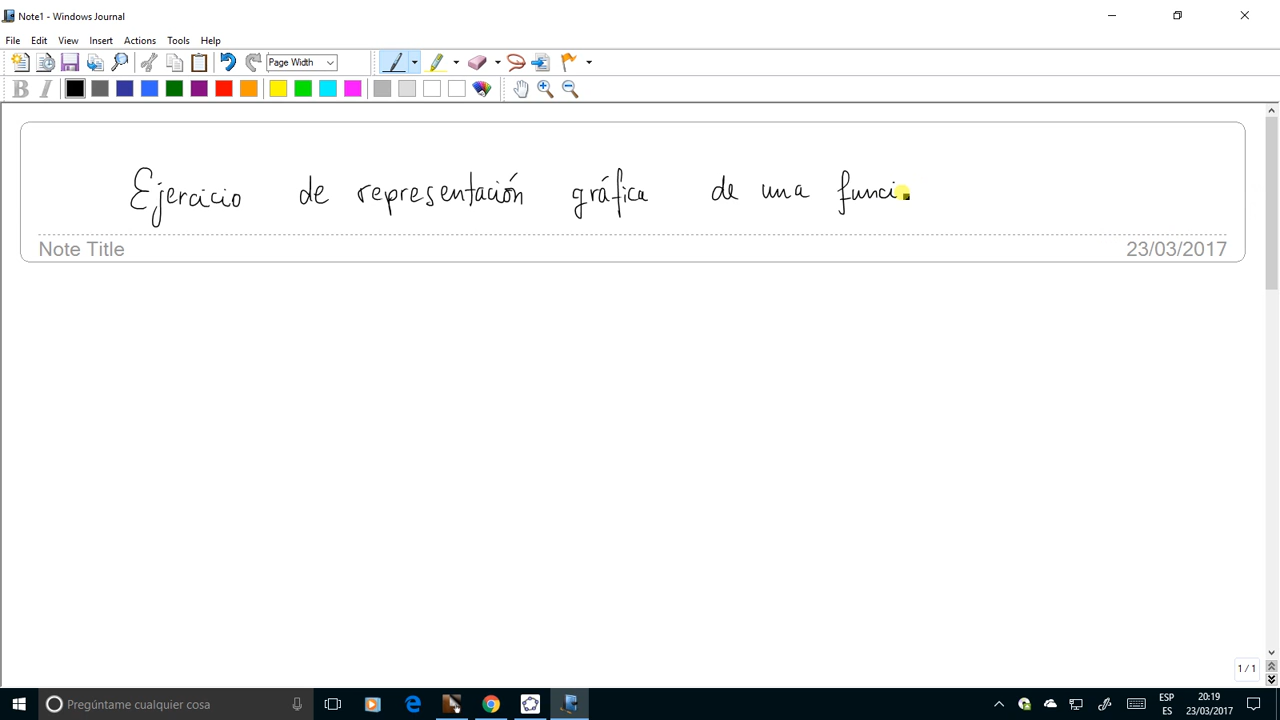 Note1 - Windows Journal
File Edit View Insert Actions Tools Help
Page Width
B I
Ejercicio de representación gráfica de una funci
Note Title 23/03/2017
1 / 1
Pregúntame cualquier cosa
ESP 20:19
ES 23/03/2017